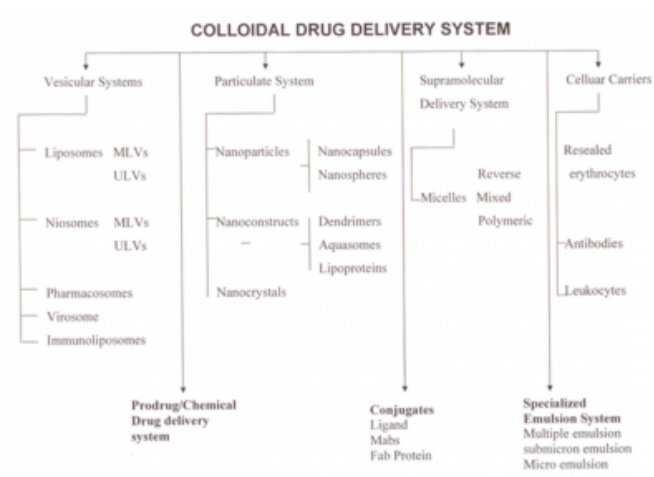 COLLOIDAL DRUG DELIVERY SYSTEM
Vesicular Systems
Liposomes MLVs
ULVs
Niosomes MLVs
ULVs
Pharmacosomes
Virosome
Immunoliposomes
Particulate System
Nanoparticles
Nanocapsules
Nanospheres
Nanoconstructs
Dendrimers
Aquasomes
Lipoproteins
Nanocrystals
Supramolecular
Delivery System
Reverse
Micelles Mixed
Polymeric
Celluar Carriers
Resealed
erythrocytes
Antibodies
Leukocytes
Prodrug/Chemical
Drug delivery
system
Conjugates
Ligand
Mabs
Fab Protein
Specialized
Emulsion System
Multiple emulsion
submicron emulsion
Micro emulsion